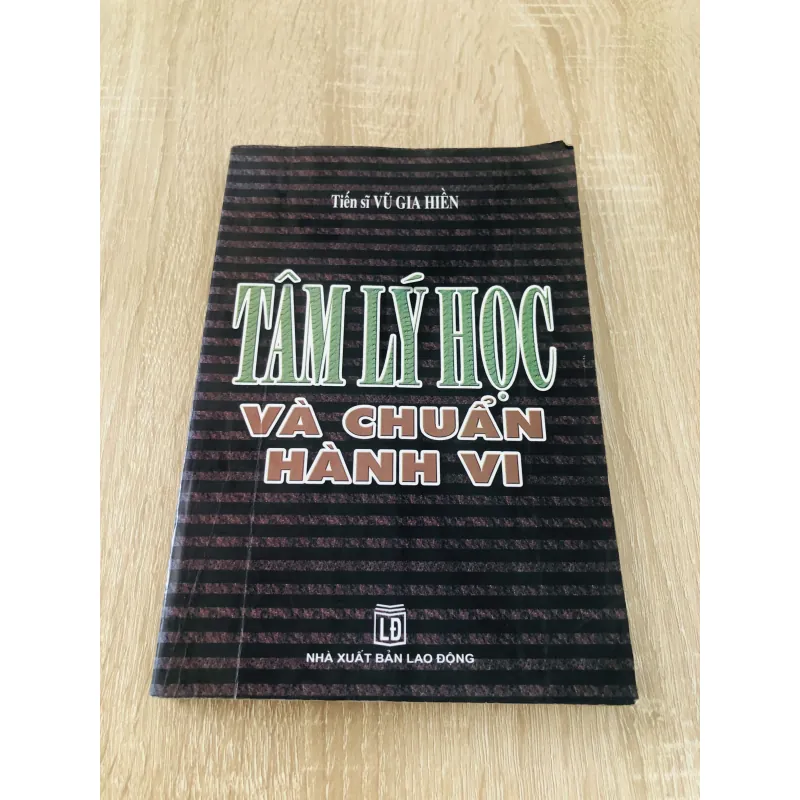 Tiến sĩ VŨ GIA HIỀN
TÂM LÝ HỌC
VÀ CHUẨN
HÀNH VI
LĐ
NHÀ XUẤT BẢN LAO ĐỘNG